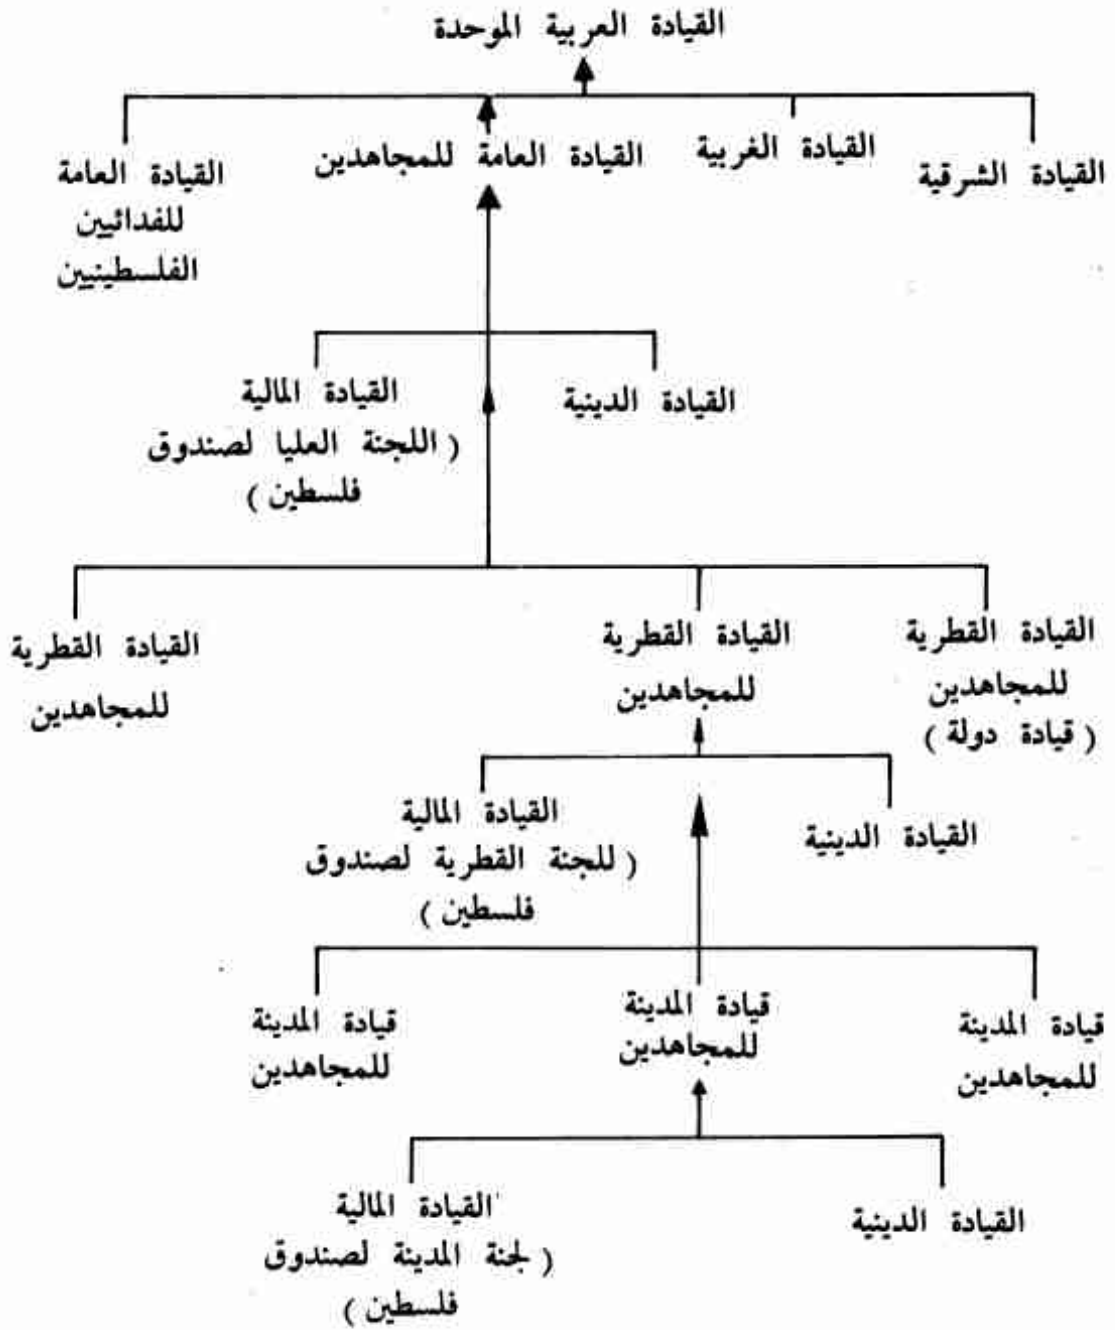 القيادة العربية الموحدة
القيادة الشرقية
القيادة الغربية
القيادة العامة للمجاهدين
القيادة العامة
للفدائيين
الفلسطينيين
القيادة الدينية
القيادة المالية
( اللجنة العليا لصندوق
فلسطين )
القيادة القطرية
للمجاهدين
( قيادة دولة )
القيادة القطرية
للمجاهدين
القيادة القطرية
للمجاهدين
القيادة الدينية
القيادة المالية
( للجنة القطرية لصندوق
فلسطين )
قيادة المدينة
للمجاهدين
قيادة المدينة
للمجاهدين
قيادة المدينة
للمجاهدين
القيادة الدينية
القيادة المالية
( لجنة المدينة لصندوق
فلسطين )